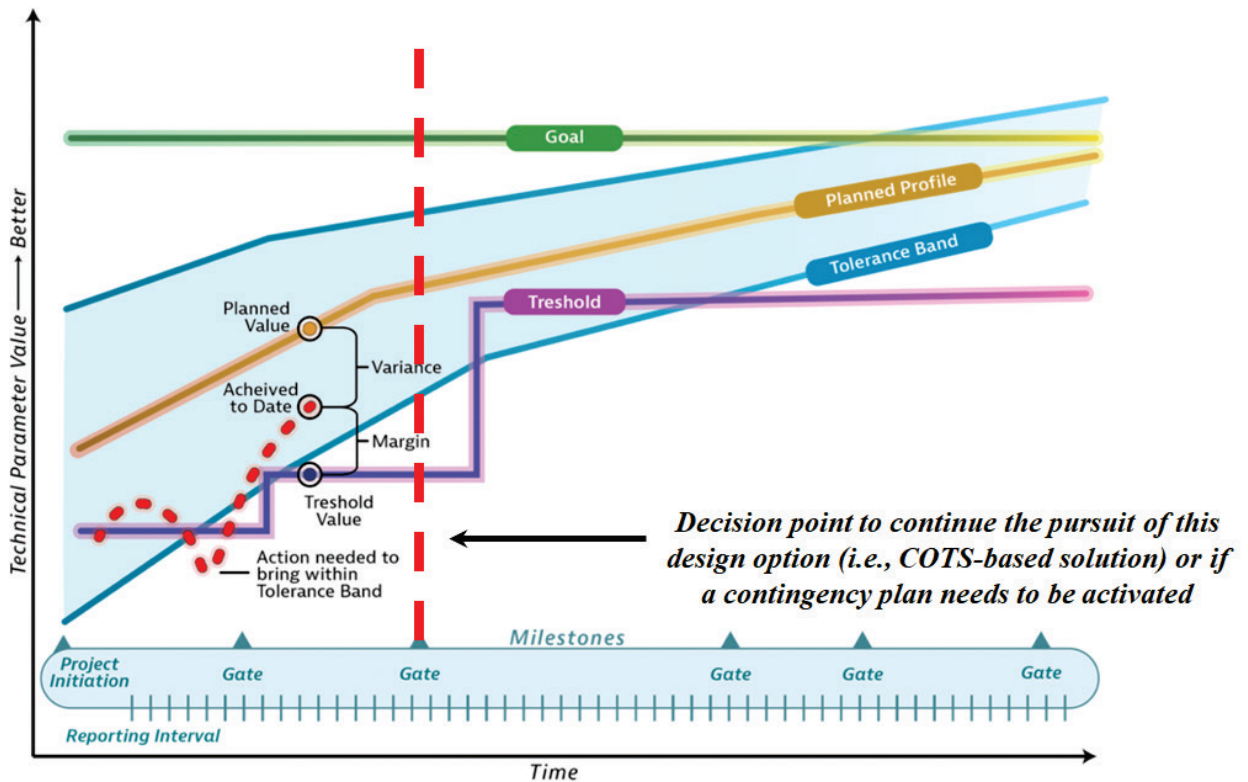 Technical Parameter Value → Better
Goal
Planned Profile
Tolerance Band
Treshold
Planned
Value
Variance
Acheived
to Date
Margin
Treshold
Value
Action needed to
bring within
Tolerance Band
Decision point to continue the pursuit of this
design option (i.e., COTS-based solution) or if
a contingency plan needs to be activated
Milestones
Project
Initiation
Gate
Gate
Gate
Gate
Gate
Reporting Interval
Time